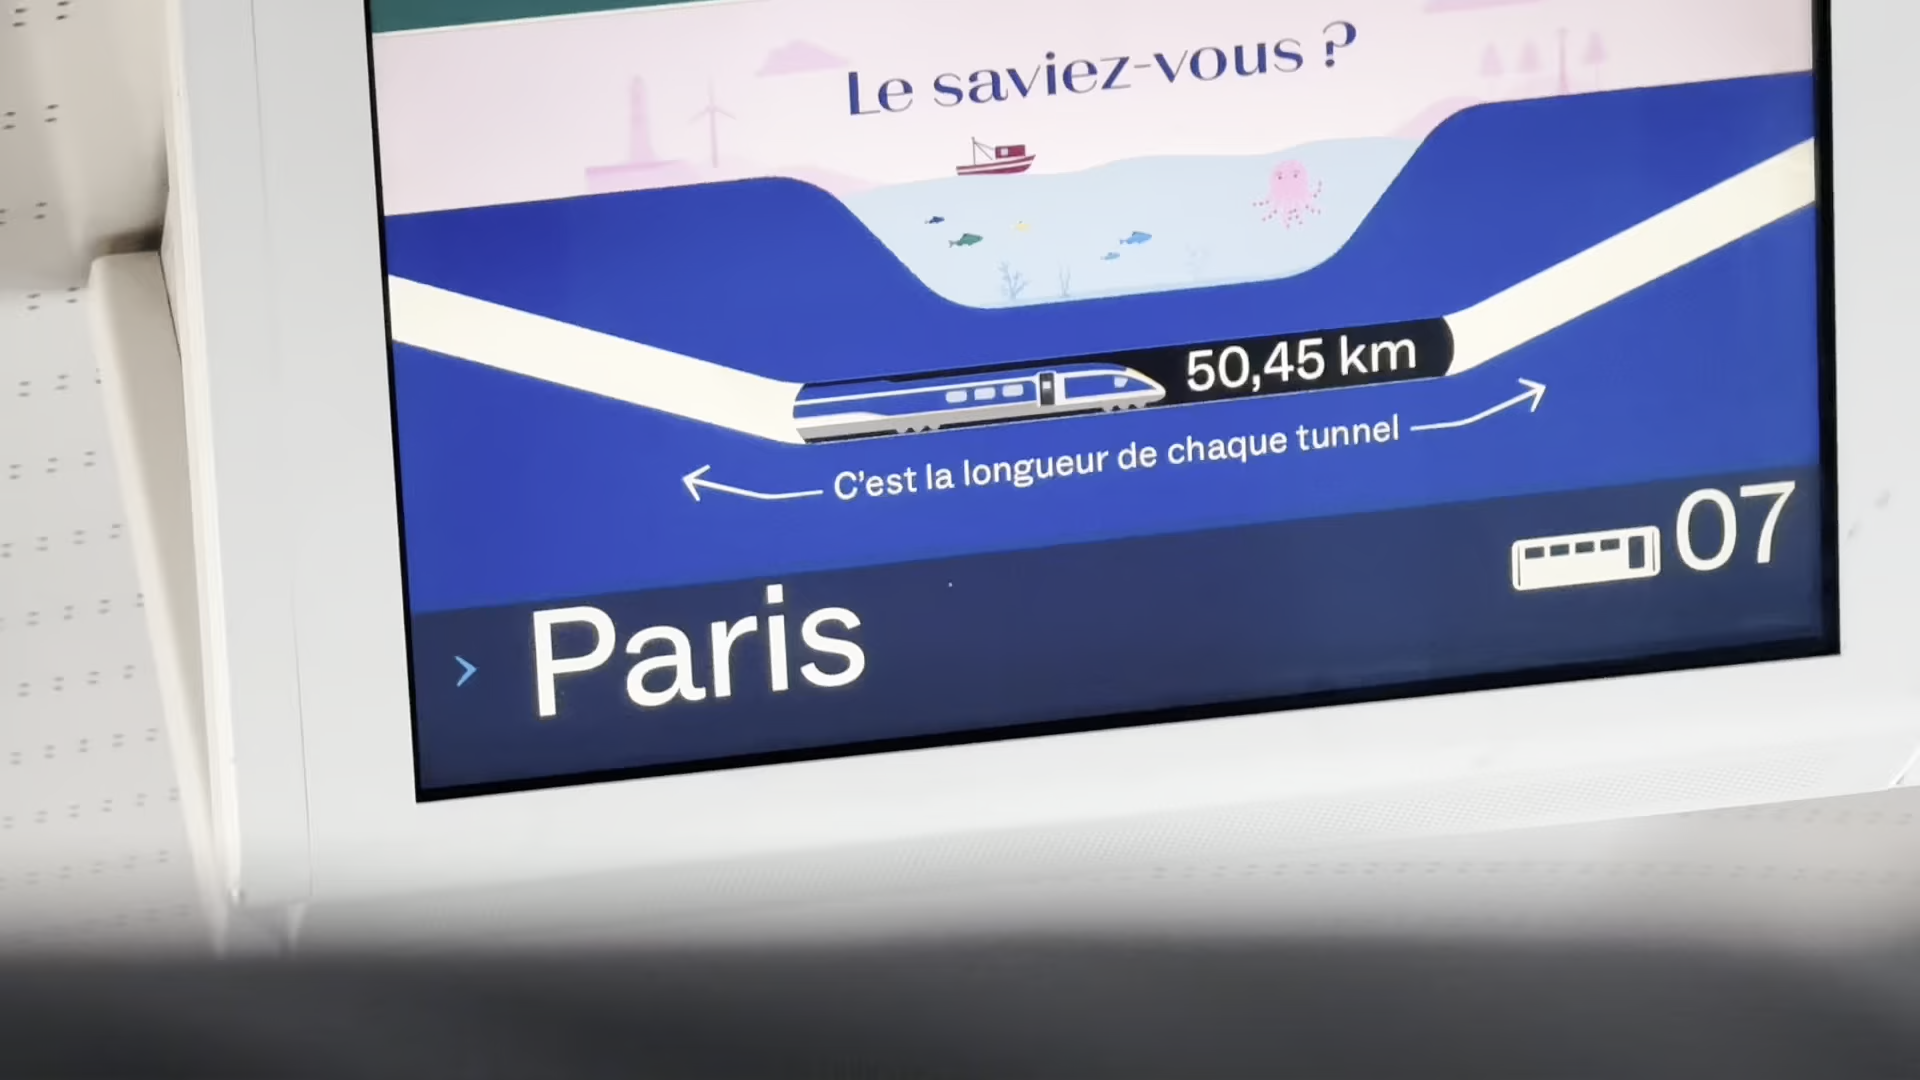 Le saviez-vous ?
50,45 km
C’est la longueur de chaque tunnel
07
Paris